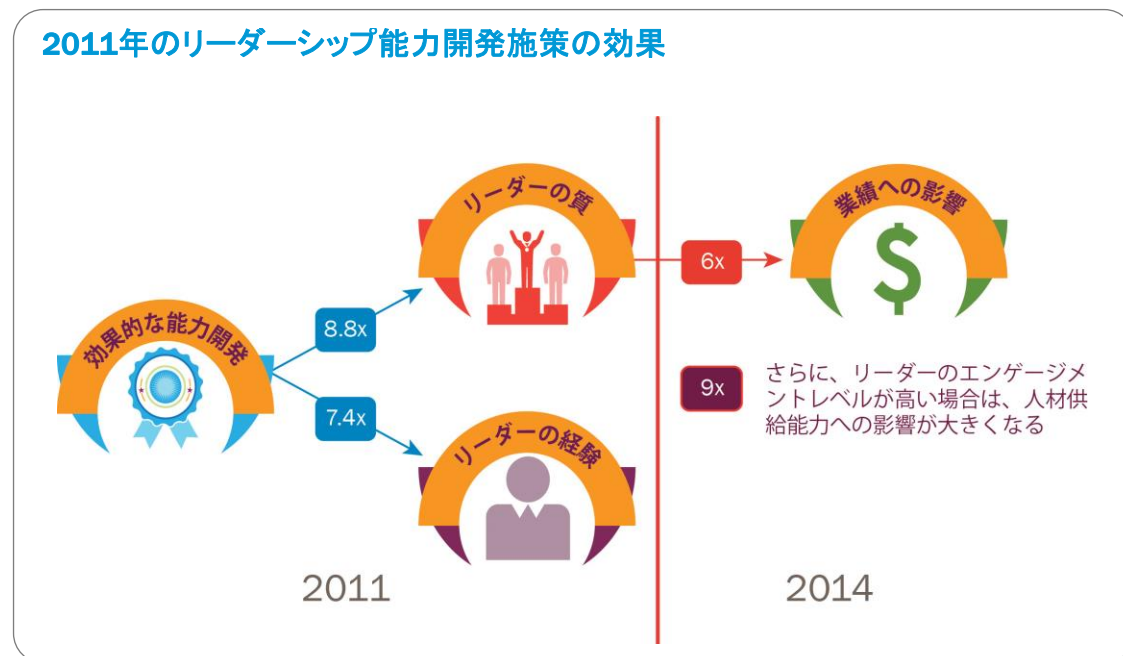 2011年のリーダーシップ能力開発施策の効果
効果的な能力開発
8.8x
7.4x
リーダーの質
リーダーの経験
2011
6x
業績への影響
$
9x
さらに、リーダーのエンゲージメ
ントレベルが高い場合は、人材供
給能力への影響が大きくなる
2014